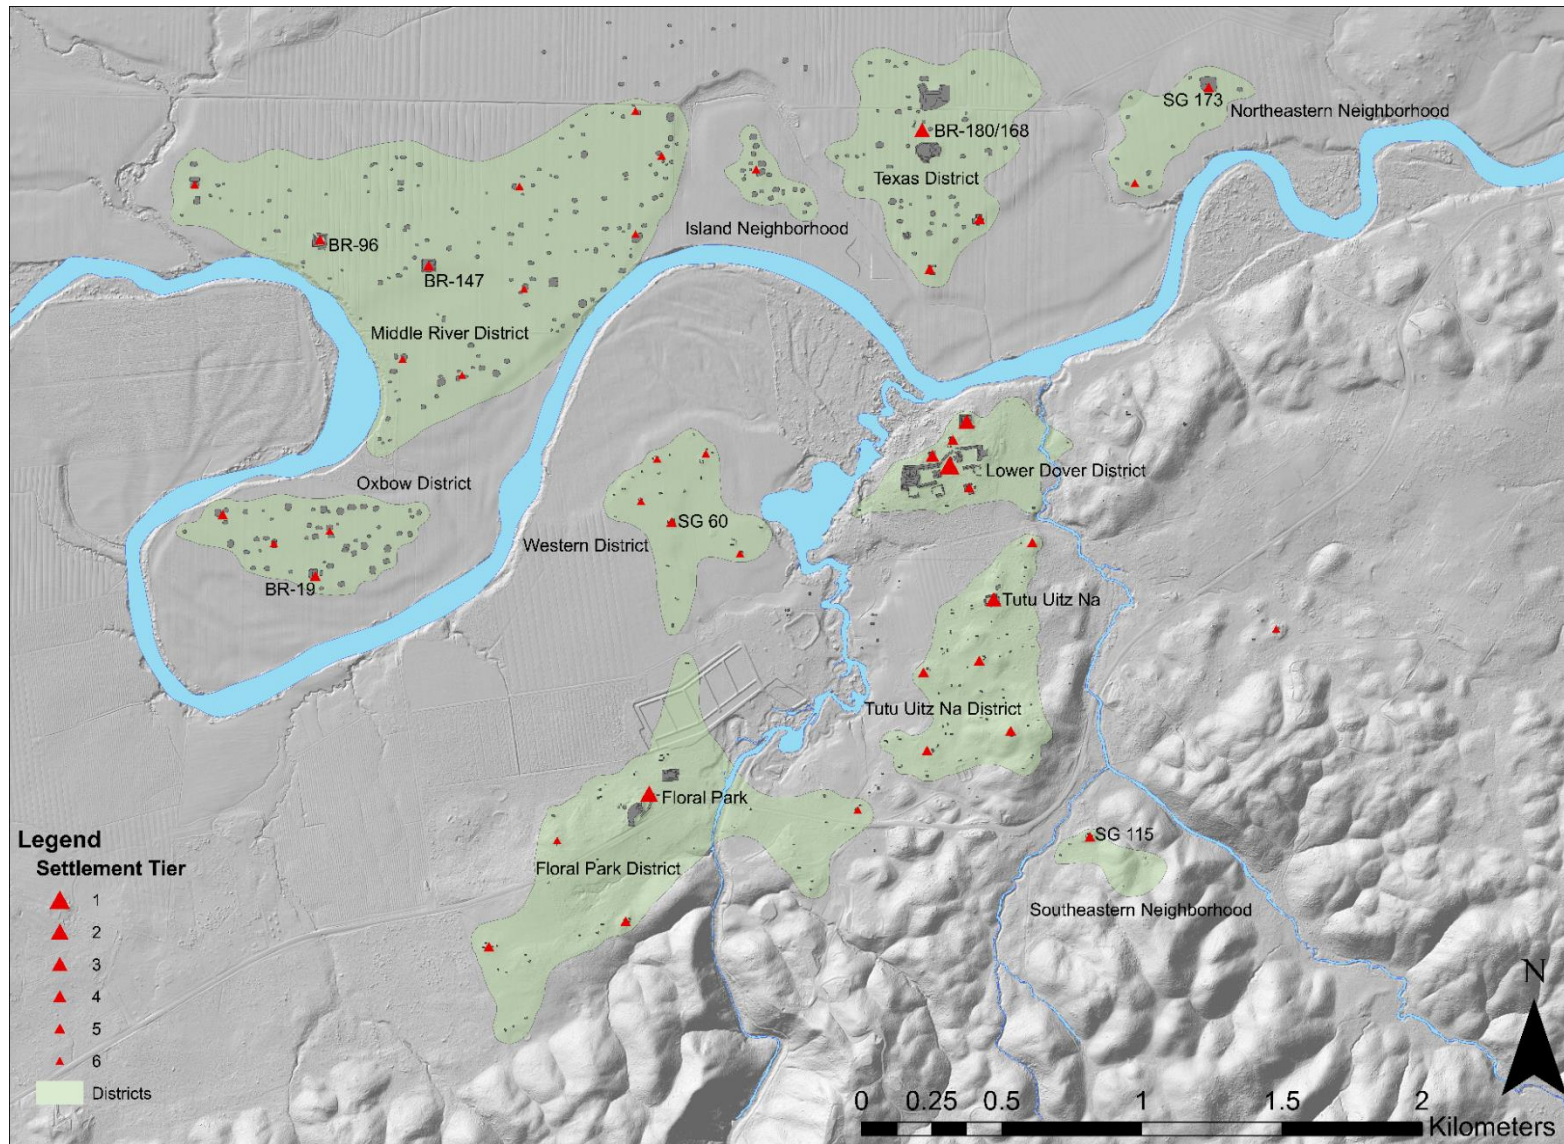 SG 173
Northeastern Neighborhood
BR-180/168
Texas District
Island Neighborhood
BR-96
BR-147
Middle River District
Oxbow District
Lower Dover District
SG 60
Western District
BR-19
Tutu Uitz Na
Tutu Uitz Na District
Floral Park
Floral Park District
SG 115
Southeastern Neighborhood
Legend
Settlement Tier
1
2
3
4
5
6
Districts
N
0 0.25 0.5 1 1.5 2
Kilometers